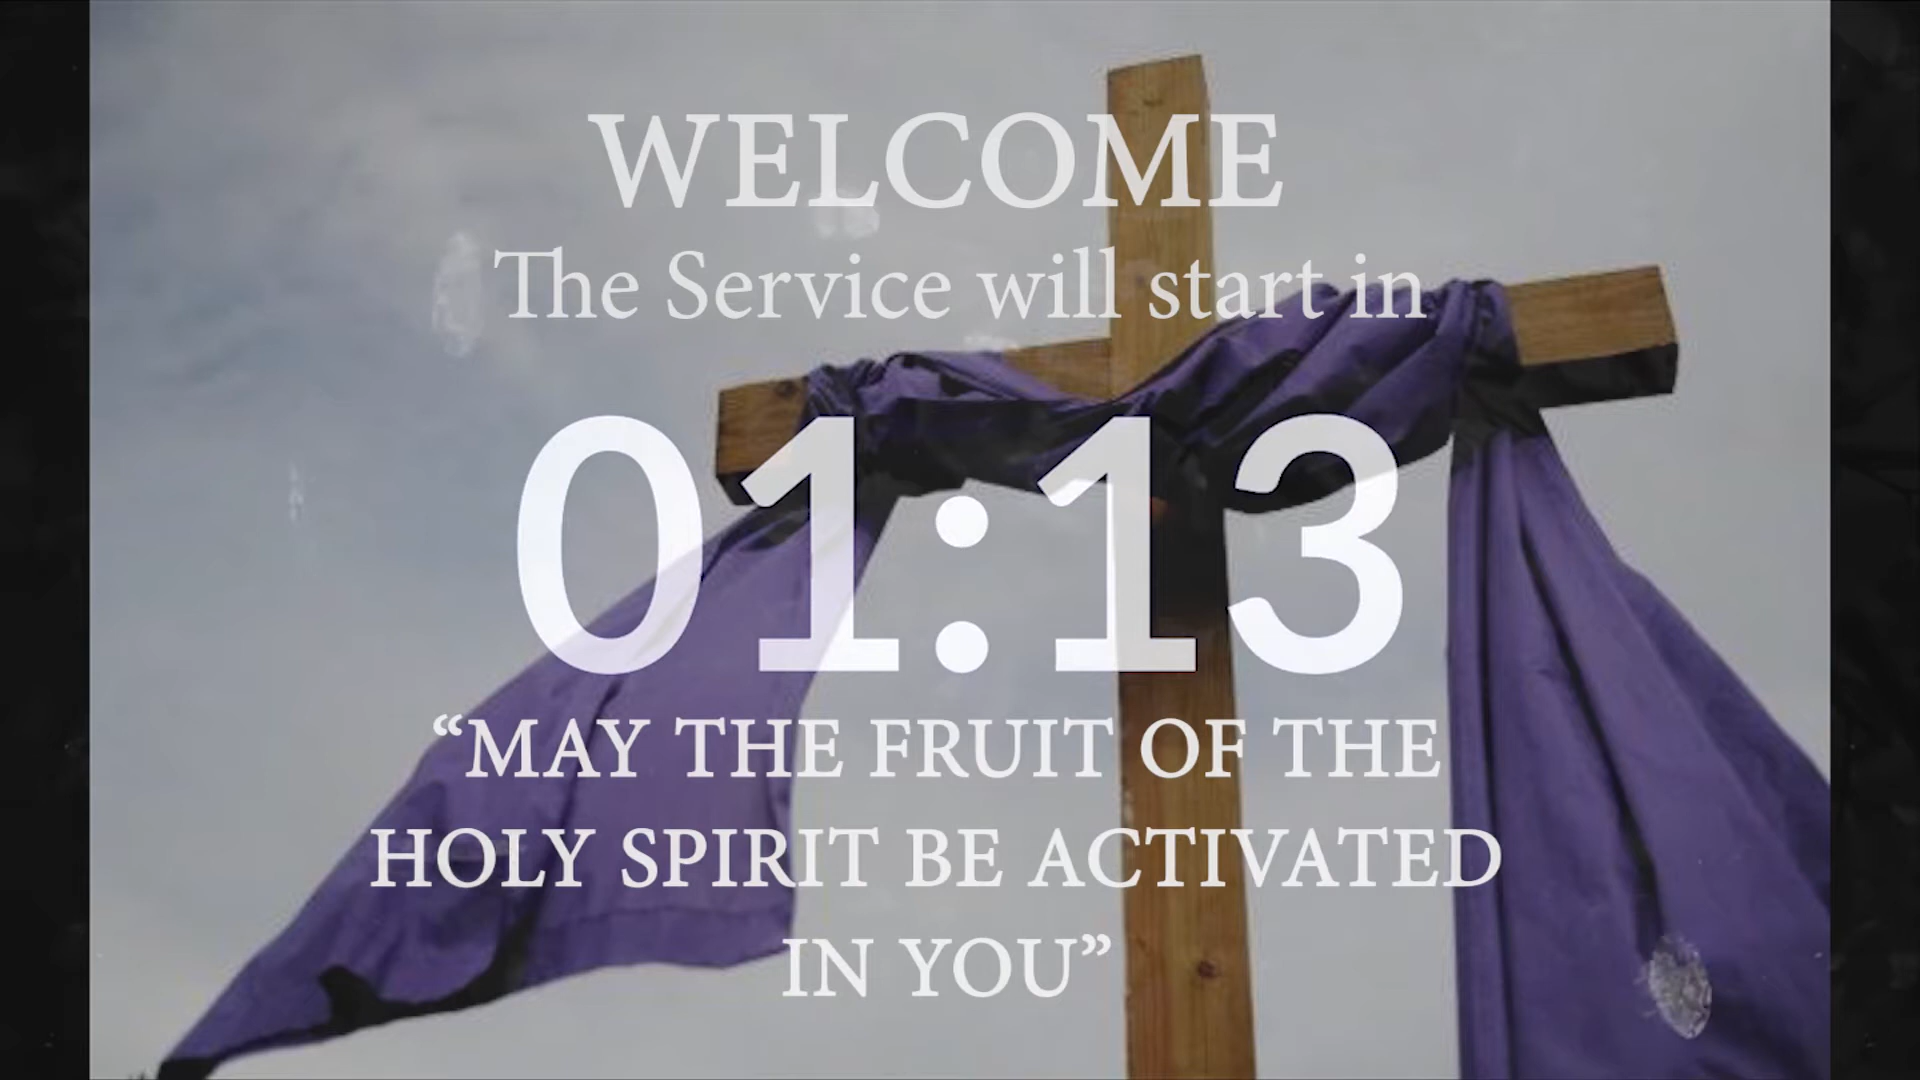 WELCOME
The Service will start in
01:13
“MAY THE FRUIT OF THE
HOLY SPIRIT BE ACTIVATED
IN YOU”